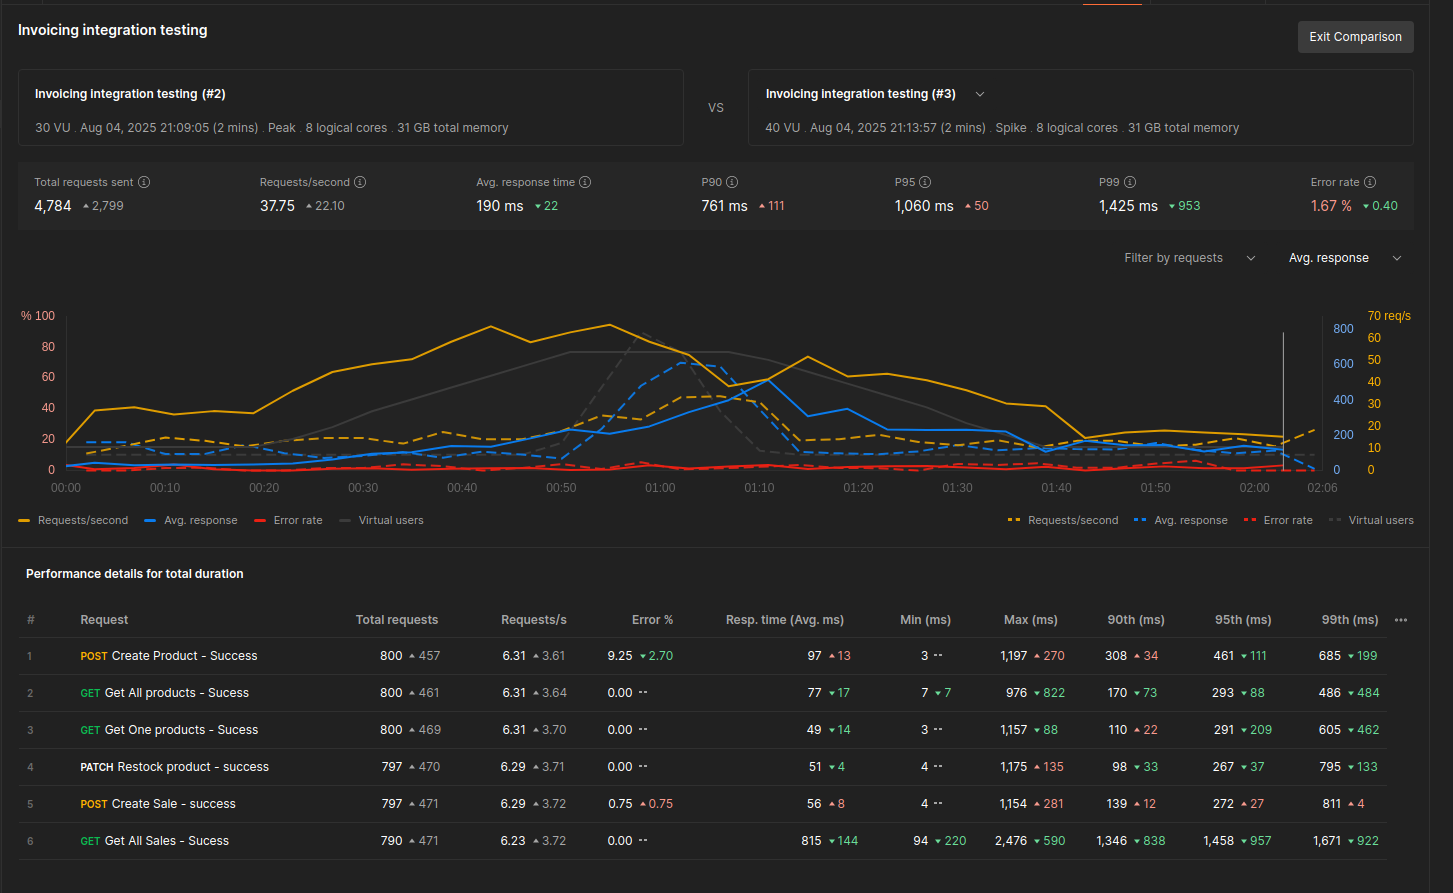 Invoicing integration testing
Exit Comparison
Invoicing integration testing (#2)
30 VU . Aug 04, 2025 21:09:05 (2 mins) . Peak . 8 logical cores . 31 GB total memory
VS
Invoicing integration testing (#3)
40 VU . Aug 04, 2025 21:13:57 (2 mins) . Spike . 8 logical cores . 31 GB total memory
Total requests sent Requests/second Avg. response time P90 P95 P99 Error rate
4,784 ▲ 2,799 37.75 ▲ 22.10 190 ms ▼ 22 761 ms ▲ 111 1,060 ms ▲ 50 1,425 ms ▼ 953 1.67 % ▼ 0.40
Filter by requests Avg. response
% 100 70 req/s
800
60
80
600 50
60
400 40
40 30
200 20
20
10
0 0 0
00:00 00:10 00:20 00:30 00:40 00:50 01:00 01:10 01:20 01:30 01:40 01:50 02:00 02:06
Requests/second Avg. response Error rate Virtual users Requests/second Avg. response Error rate Virtual users
Performance details for total duration
# Request Total requests Requests/s Error % Resp. time (Avg. ms) Min (ms) Max (ms) 90th (ms) 95th (ms) 99th (ms) •••
1 POST Create Product - Success 800 ▲ 457 6.31 ▲ 3.61 9.25 ▼ 2.70 97 ▲ 13 3 -- 1,197 ▲ 270 308 ▲ 34 461 ▼ 111 685 ▼ 199
2 GET Get All products - Sucess 800 ▲ 461 6.31 ▲ 3.64 0.00 -- 77 ▼ 17 7 ▼ 7 976 ▼ 822 170 ▼ 73 293 ▼ 88 486 ▼ 484
3 GET Get One products - Sucess 800 ▲ 469 6.31 ▲ 3.70 0.00 -- 49 ▼ 14 3 -- 1,157 ▼ 88 110 ▲ 22 291 ▼ 209 605 ▼ 462
4 PATCH Restock product - success 797 ▲ 470 6.29 ▲ 3.71 0.00 -- 51 ▼ 4 4 -- 1,175 ▲ 135 98 ▼ 33 267 ▼ 37 795 ▼ 133
5 POST Create Sale - success 797 ▲ 471 6.29 ▲ 3.72 0.75 ▲ 0.75 56 ▲ 8 4 -- 1,154 ▲ 281 139 ▲ 12 272 ▲ 27 811 ▲ 4
6 GET Get All Sales - Sucess 790 ▲ 471 6.23 ▲ 3.72 0.00 -- 815 ▼ 144 94 ▼ 220 2,476 ▼ 590 1,346 ▼ 838 1,458 ▼ 957 1,671 ▼ 922